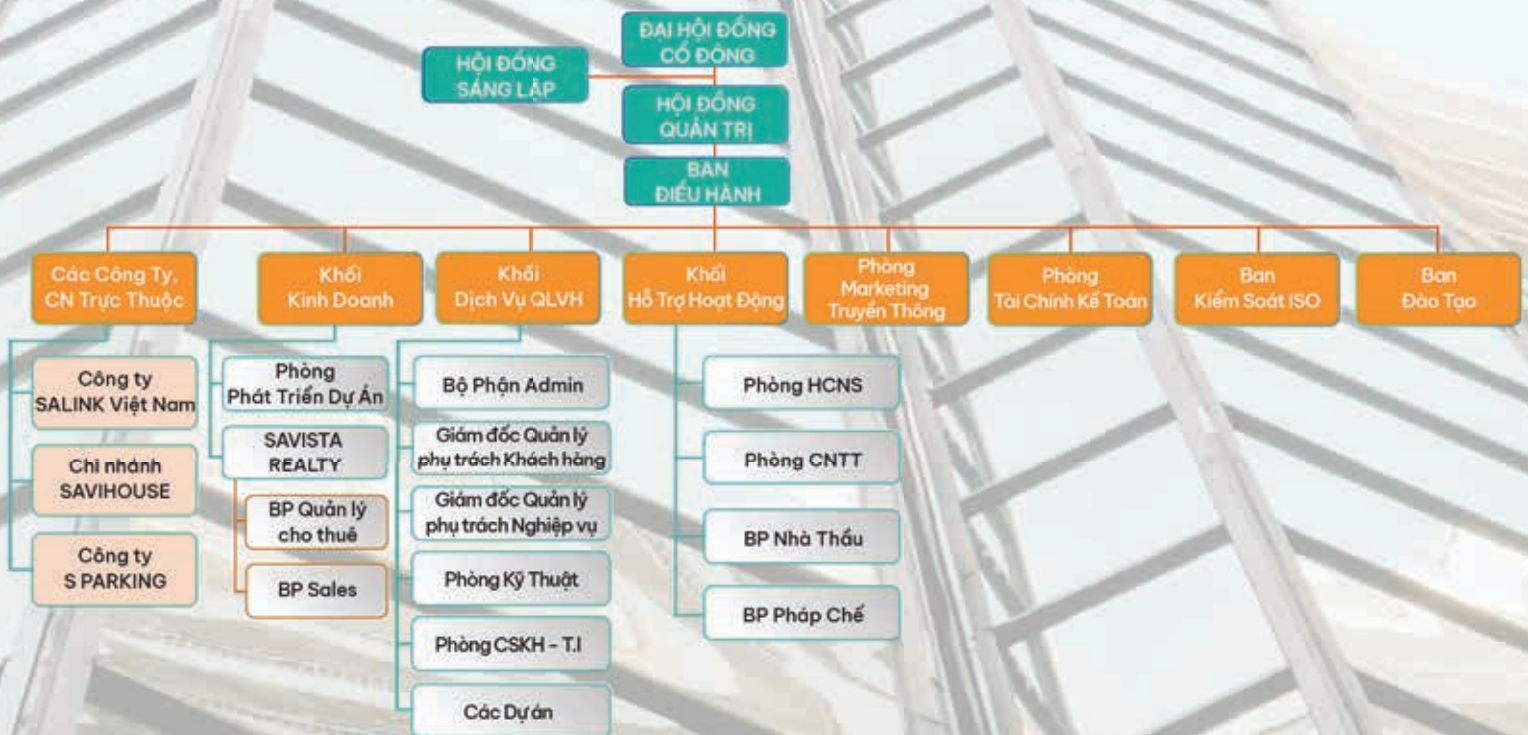 ĐẠI HỘI ĐỒNG
CỔ ĐÔNG
HỘI ĐỒNG
SÁNG LẬP
HỘI ĐỒNG
QUẢN TRỊ
BAN
ĐIỀU HÀNH
Các Công Ty,
CN Trực Thuộc
Khối
Kinh Doanh
Khối
Dịch Vụ QLVH
Khối
Hỗ Trợ Hoạt Động
Phòng
Marketing
Truyền Thông
Phòng
Tài Chính Kế Toán
Ban
Kiểm Soát ISO
Ban
Đào Tạo
Công ty
SALINK Việt Nam
Chi nhánh
SAVIHOUSE
Công ty
S PARKING
Phòng
Phát Triển Dự Án
SAVISTA
REALTY
BP Quản lý
cho thuê
BP Sales
Bộ Phận Admin
Giám đốc Quản lý
phụ trách Khách hàng
Giám đốc Quản lý
phụ trách Nghiệp vụ
Phòng Kỹ Thuật
Phòng CSKH - T.I
Các Dự án
Phòng HCNS
Phòng CNTT
BP Nhà Thầu
BP Pháp Chế